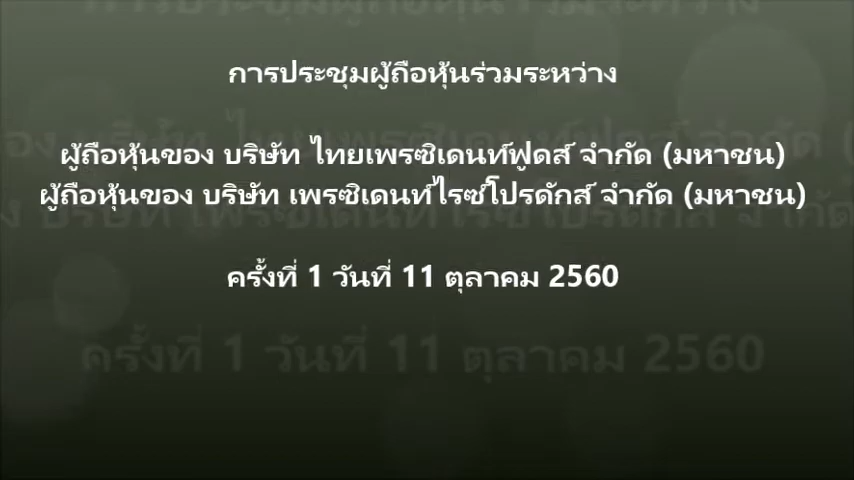 การประชุมผู้ถือหุ้นร่วมระหว่าง
ผู้ถือหุ้นของ บริษัท ไทยเพรซิเดนท์ฟูดส์ จำกัด (มหาชน)
ผู้ถือหุ้นของ บริษัท เพรซิเดนท์ไรซ์โปรดักส์ จำกัด (มหาชน)
ครั้งที่ 1 วันที่ 11 ตุลาคม 2560